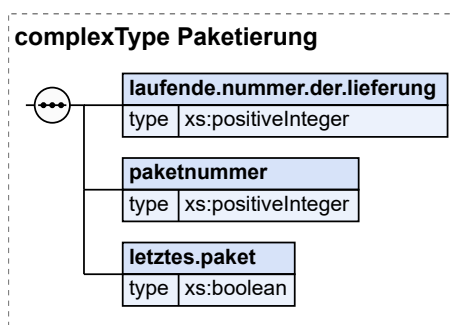 complexType Paketierung
laufende.nummer.der.lieferung
type xs:positiveInteger
paketnummer
type xs:positiveInteger
letztes.paket
type xs:boolean